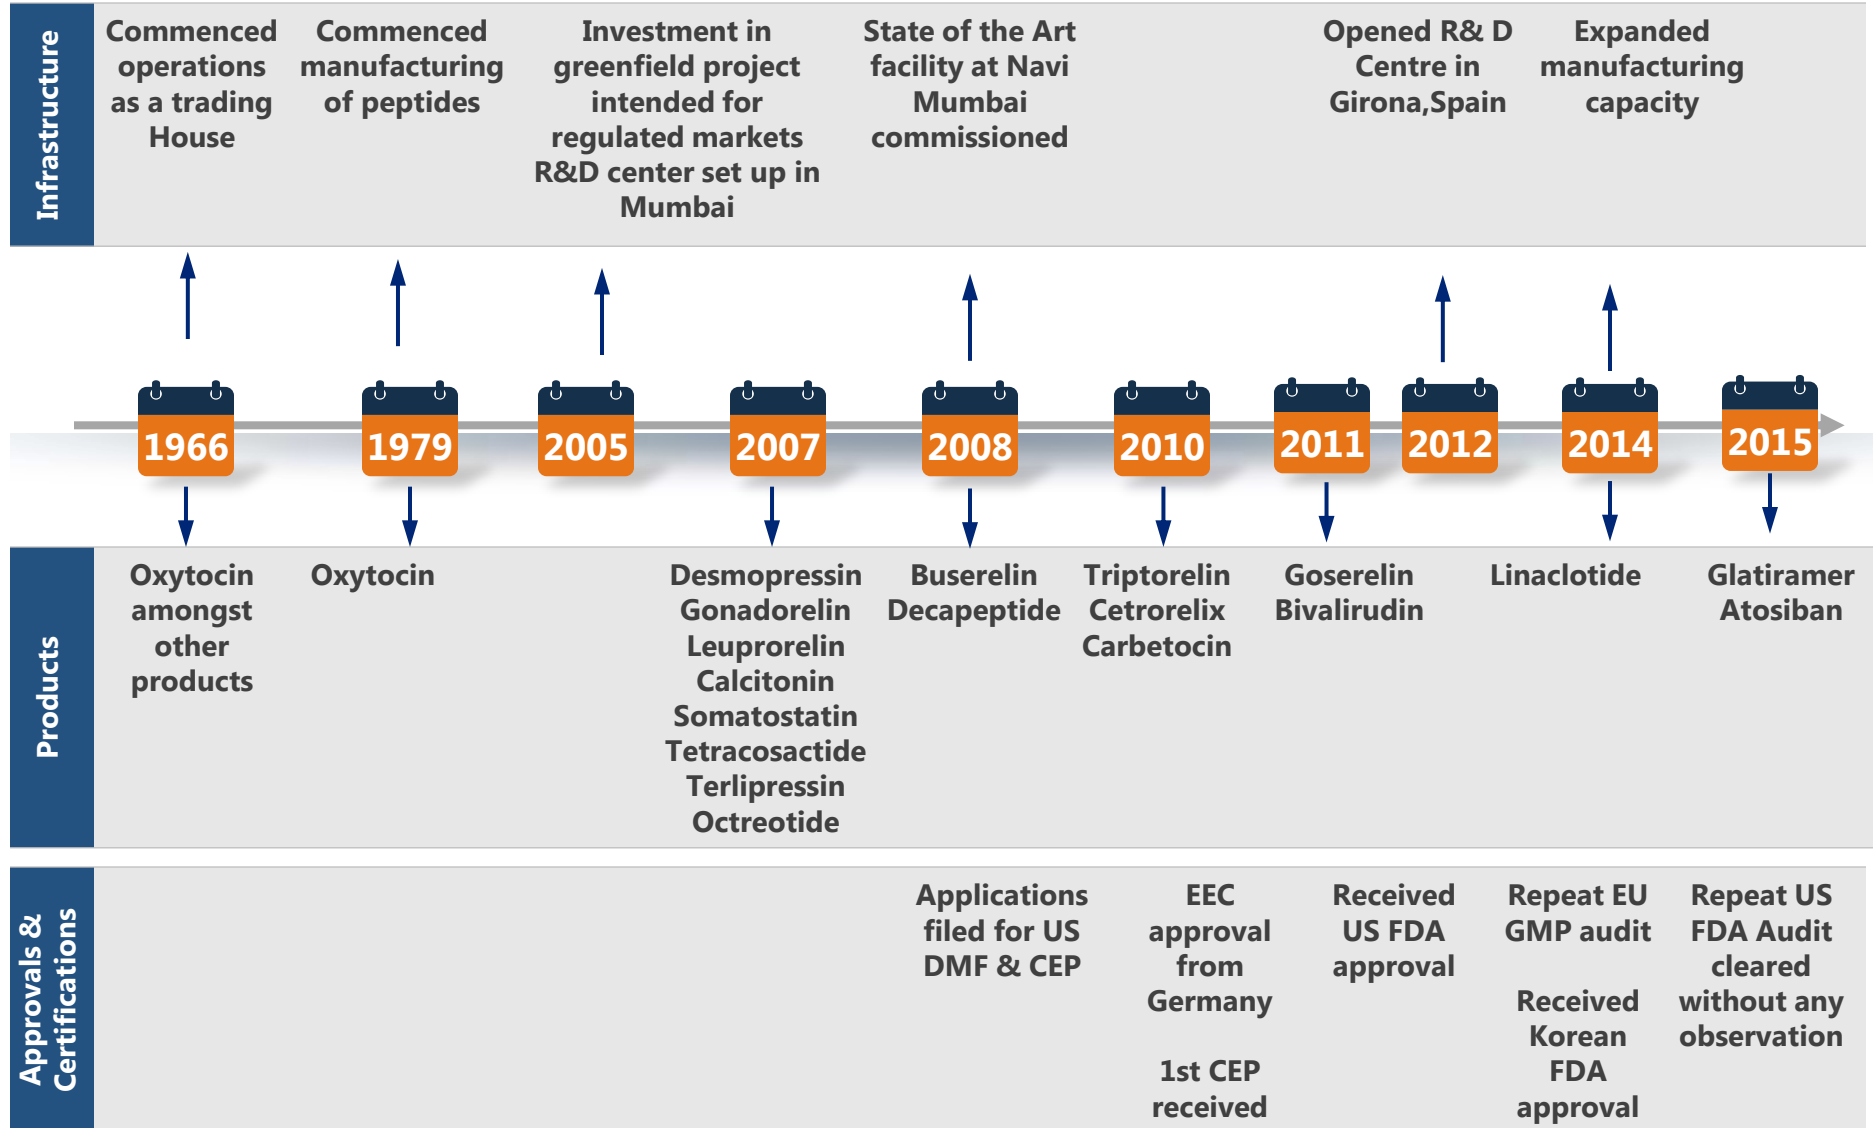 Infrastructure
Commenced
operations
as a trading
House
Commenced
manufacturing
of peptides
Investment in
greenfield project
intended for
regulated markets
R&D center set up in
Mumbai
State of the Art
facility at Navi
Mumbai
commissioned
Opened R& D
Centre in
Girona,Spain
Expanded
manufacturing
capacity
1966
1979
2005
2007
2008
2010
2011
2012
2014
2015
Products
Oxytocin
amongst
other
products
Oxytocin
Desmopressin
Gonadorelin
Leuprorelin
Calcitonin
Somatostatin
Tetracosactide
Terlipressin
Octreotide
Buserelin
Decapeptide
Triptorelin
Cetrorelix
Carbetocin
Goserelin
Bivalirudin
Linaclotide
Glatiramer
Atosiban
Approvals &
Certifications
Applications
filed for US
DMF & CEP
EEC
approval
from
Germany
1st CEP
received
Received
US FDA
approval
Repeat EU
GMP audit
Received
Korean
FDA
approval
Repeat US
FDA Audit
cleared
without any
observation